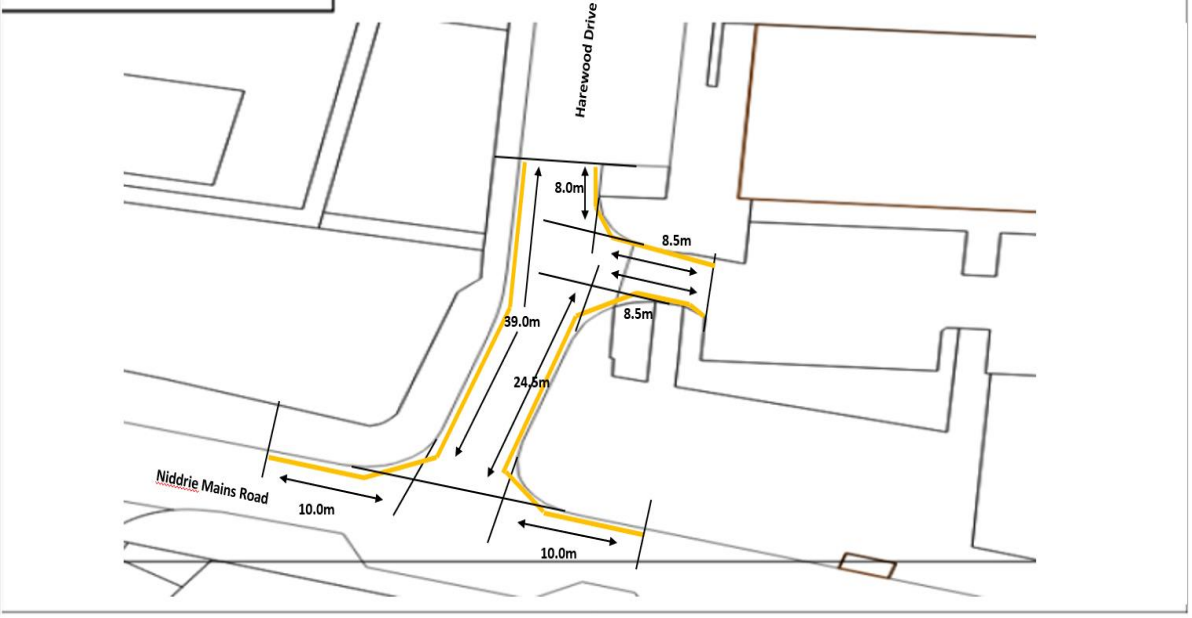 Harewood Drive
8.0m
8.5m
8.5m
39.0m
24.5m
Niddrie Mains Road
10.0m
10.0m